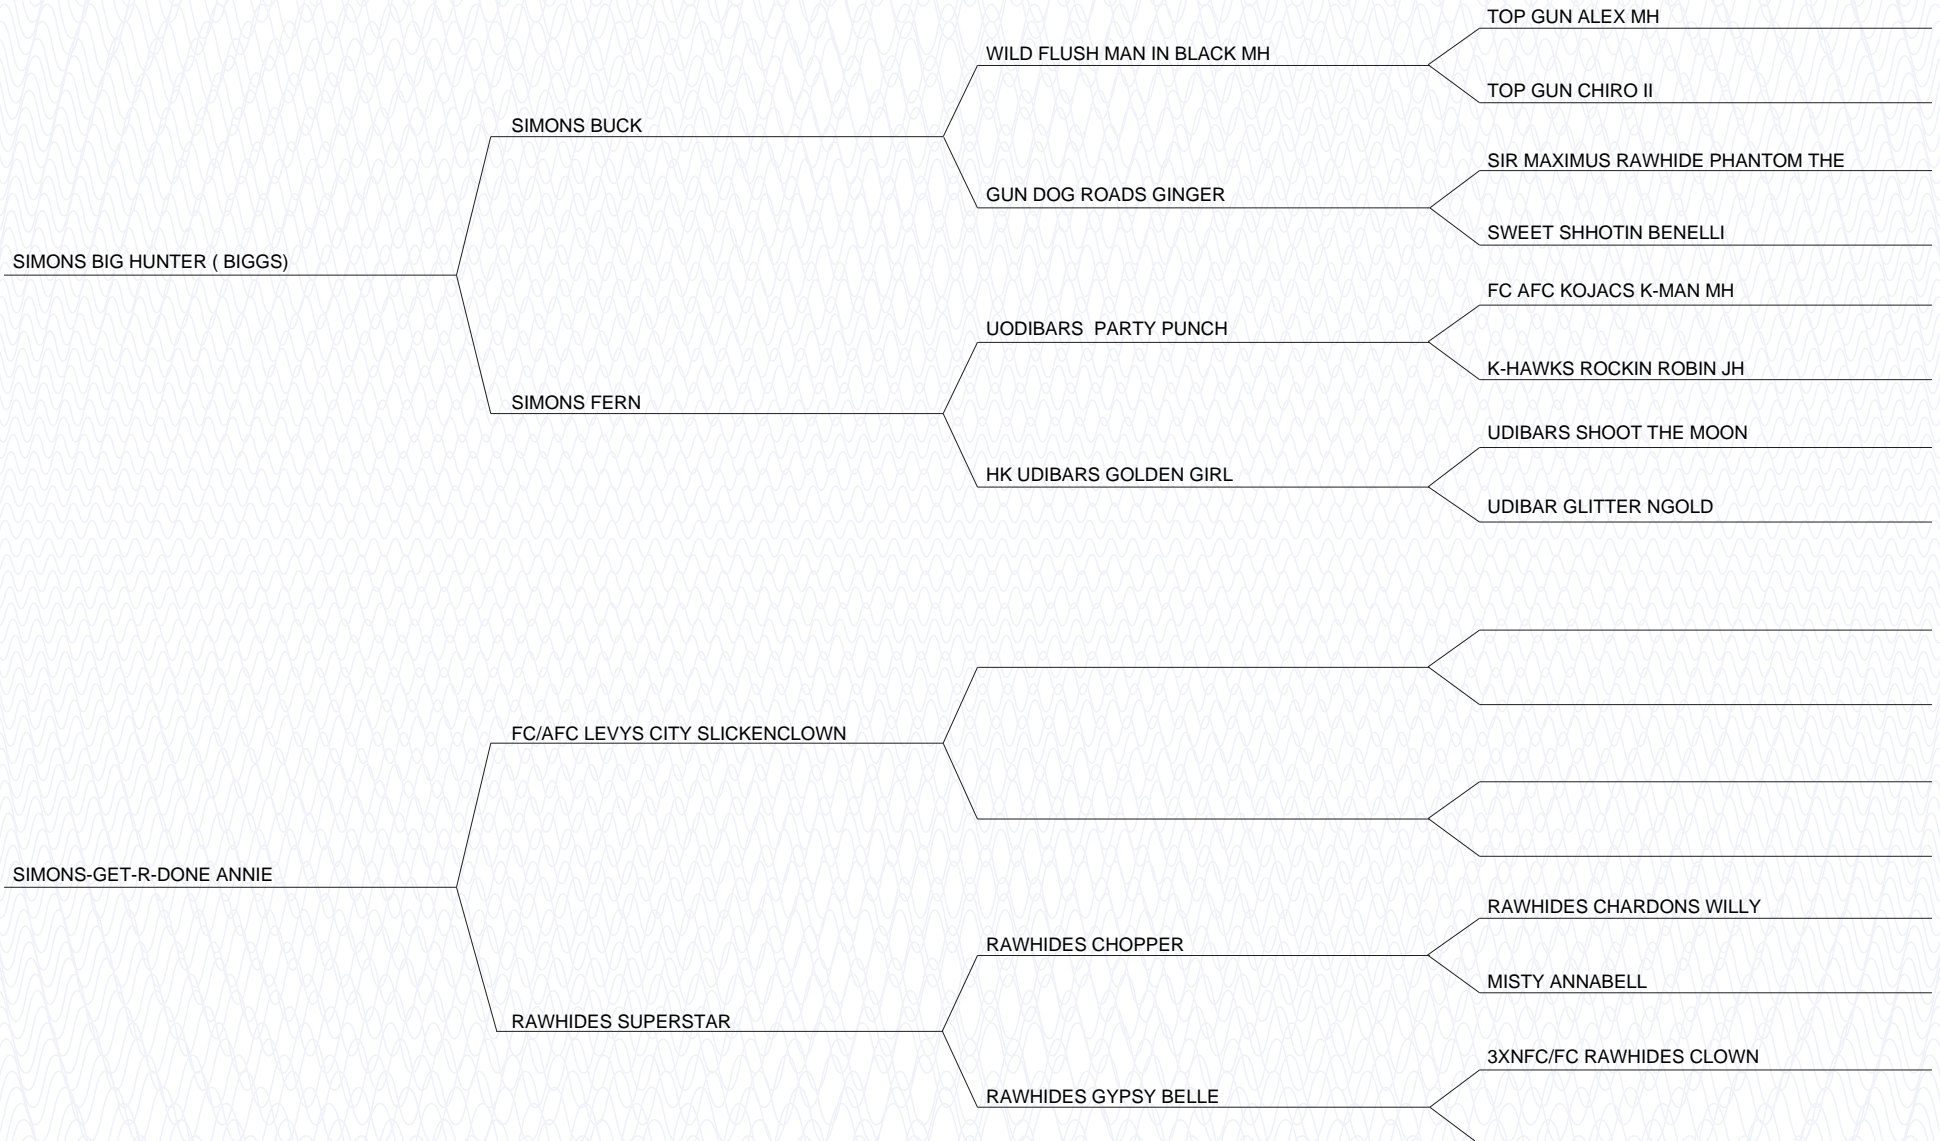 TOP GUN ALEX MH
WILD FLUSH MAN IN BLACK MH
TOP GUN CHIRO II
SIMONS BUCK
SIR MAXIMUS RAWHIDE PHANTOM THE
GUN DOG ROADS GINGER
SWEET SHHOTIN BENELLI
SIMONS BIG HUNTER ( BIGGS)
FC AFC KOJACS K-MAN MH
UODIBARS  PARTY PUNCH
K-HAWKS ROCKIN ROBIN JH
SIMONS FERN
UDIBARS SHOOT THE MOON
HK UDIBARS GOLDEN GIRL
UDIBAR GLITTER NGOLD
FC/AFC LEVYS CITY SLICKENCLOWN
SIMONS-GET-R-DONE ANNIE
RAWHIDES CHARDONS WILLY
RAWHIDES CHOPPER
MISTY ANNABELL
RAWHIDES SUPERSTAR
3XNFC/FC RAWHIDES CLOWN
RAWHIDES GYPSY BELLE